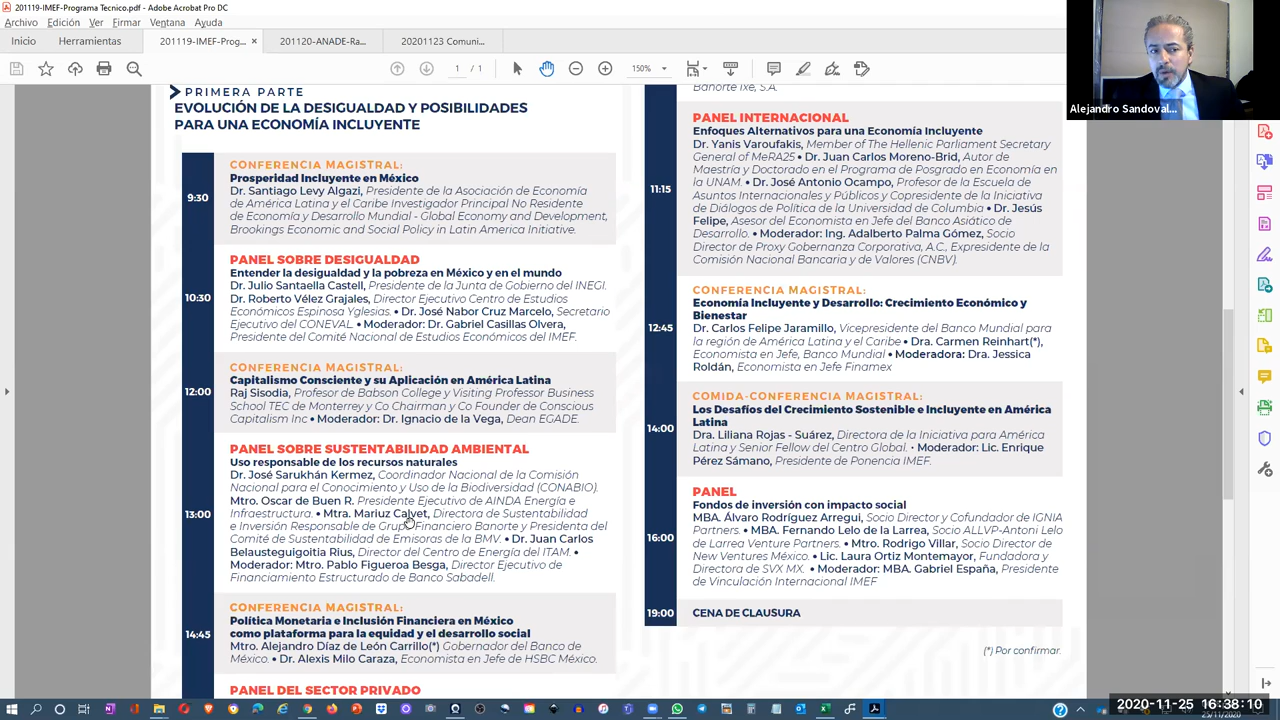 201119-IMEF-Programa Tecnico.pdf - Adobe Acrobat Pro DC
Archivo Edición Ver Firmar Ventana Ayuda
Inicio Herramientas 201119-IMEF-Prog... × 201120-ANADE-Ra... 20201123 Comuni...
/ 1 150%
Alejandro Sandoval...
PRIMERA PARTE
EVOLUCIÓN DE LA DESIGUALDAD Y POSIBILIDADES
PARA UNA ECONOMÍA INCLUYENTE
9:30
CONFERENCIA MAGISTRAL:
Prosperidad Incluyente en México
Dr. Santiago Levy Algazi, Presidente de la Asociación de Economía
de América Latina y el Caribe Investigador Principal No Residente
de Economía y Desarrollo Mundial - Global Economy and Development,
Brookings Economic and Social Policy in Latin America Initiative.
10:30
PANEL SOBRE DESIGUALDAD
Entender la desigualdad y la pobreza en México y en el mundo
Dr. Julio Santaella Castell, Presidente de la Junta de Gobierno del INEGI.
Dr. Roberto Vélez Grajales, Director Ejecutivo Centro de Estudios
Económicos Espinosa Yglesias. • Dr. José Nabor Cruz Marcelo, Secretario
Ejecutivo del CONEVAL • Moderador: Dr. Gabriel Casillas Olvera,
Presidente del Comité Nacional de Estudios Económicos del IMEF.
12:00
CONFERENCIA MAGISTRAL:
Capitalismo Consciente y su Aplicación en América Latina
Raj Sisodia, Profesor de Babson College y Visiting Professor Business
School TEC de Monterrey y Co Chairman y Co Founder de Conscious
Capitalism Inc • Moderador: Dr. Ignacio de la Vega, Dean EGADE.
13:00
PANEL SOBRE SUSTENTABILIDAD AMBIENTAL
Uso responsable de los recursos naturales
Dr. José Sarukhán Kermez, Coordinador Nacional de la Comisión
Nacional para el Conocimiento y Uso de la Biodiversidad (CONABIO).
Mtro. Oscar de Buen R. Presidente Ejecutivo de AINDA Energía e
Infraestructura. • Mtra. Mariuz Calvet, Directora de Sustentabilidad
e Inversión Responsable de Grupo Financiero Banorte y Presidenta del
Comité de Sustentabilidad de Emisoras de la BMV. • Dr. Juan Carlos
Belausteguigoitia Rius, Director del Centro de Energía del ITAM. •
Moderador: Mtro. Pablo Figueroa Besga, Director Ejecutivo de
Financiamiento Estructurado de Banco Sabadell.
14:45
CONFERENCIA MAGISTRAL:
Política Monetaria e Inclusión Financiera en México
como plataforma para la equidad y el desarrollo social
Mtro. Alejandro Díaz de León Carrillo(*) Gobernador del Banco de
México. • Dr. Alexis Milo Caraza, Economista en Jefe de HSBC México.
PANEL DEL SECTOR PRIVADO
Banorte Ixe, S.A.
11:15
PANEL INTERNACIONAL
Enfoques Alternativos para una Economía Incluyente
Dr. Yanis Varoufakis, Member of The Hellenic Parliament Secretary
General of MeRA25 • Dr. Juan Carlos Moreno-Brid, Autor de
Maestría y Doctorado en el Programa de Posgrado en Economía en
la UNAM. • Dr. José Antonio Ocampo, Profesor de la Escuela de
Asuntos Internacionales y Públicos y Copresidente de la Iniciativa
de Diálogos de Política de la Universidad de Columbia • Dr. Jesús
Felipe, Asesor del Economista en Jefe del Banco Asiático de
Desarrollo. • Moderador: Ing. Adalberto Palma Gómez, Socio
Director de Proxy Gobernanza Corporativa, A.C., Expresidente de la
Comisión Nacional Bancaria y de Valores (CNBV).
12:45
CONFERENCIA MAGISTRAL:
Economía Incluyente y Desarrollo: Crecimiento Económico y
Bienestar
Dr. Carlos Felipe Jaramillo, Vicepresidente del Banco Mundial para
la región de América Latina y el Caribe • Dra. Carmen Reinhart(*),
Economista en Jefe, Banco Mundial • Moderadora: Dra. Jessica
Roldán, Economista en Jefe Finamex
14:00
COMIDA-CONFERENCIA MAGISTRAL:
Los Desafíos del Crecimiento Sostenible e Incluyente en América
Latina
Dra. Liliana Rojas - Suárez, Directora de la Iniciativa para América
Latina y Senior Fellow del Centro Global. • Moderador: Lic. Enrique
Pérez Sámano, Presidente de Ponencia IMEF.
16:00
PANEL
Fondos de inversión con impacto social
MBA. Álvaro Rodríguez Arregui, Socio Director y Cofundador de IGNIA
Partners. • MBA. Fernando Lelo de la Larrea, Socio ALLVP-Antoni Lelo
de Larrea Venture Partners. • Mtro. Rodrigo Villar, Socio Director de
New Ventures México. • Lic. Laura Ortiz Montemayor, Fundadora y
Directora de SVX MX. • Moderador: MBA. Gabriel España, Presidente
de Vinculación Internacional IMEF
19:00
CENA DE CLAUSURA
(*) Por confirmar.
2020-11-25 16:38:10
25/11/2020